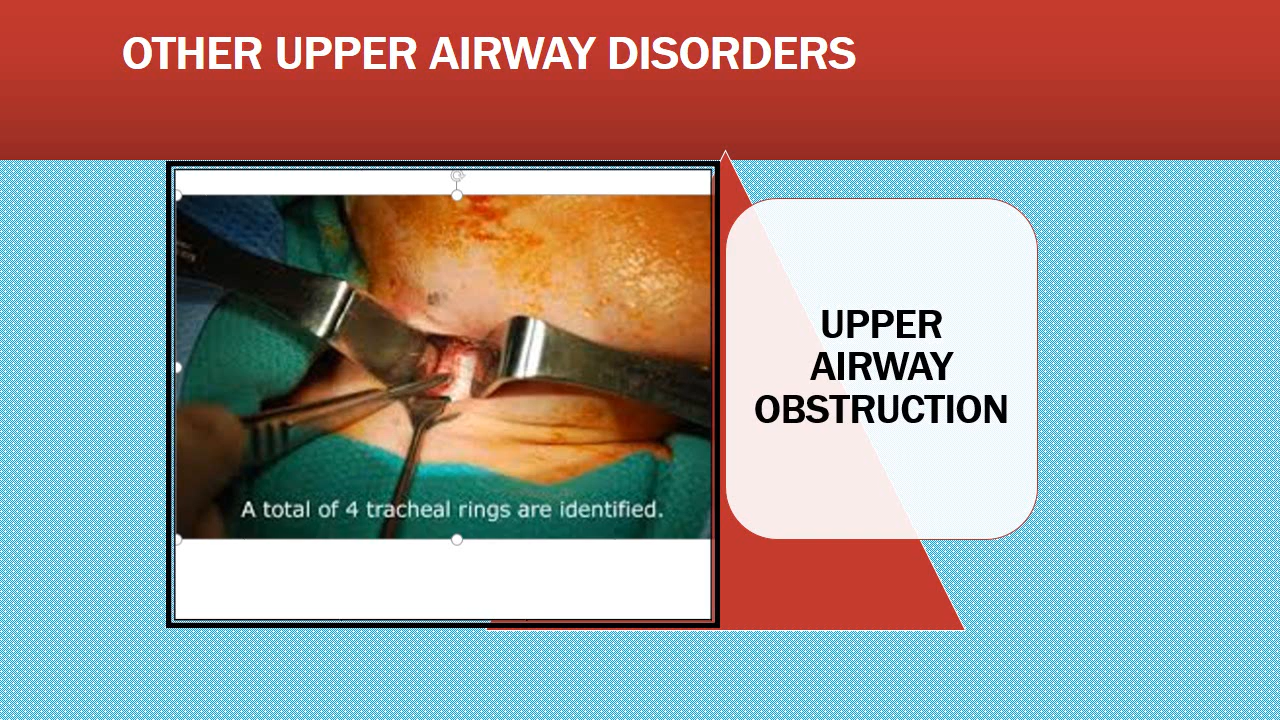 OTHER UPPER AIRWAY DISORDERS
A total of 4 tracheal rings are identified.
UPPER
AIRWAY
OBSTRUCTION